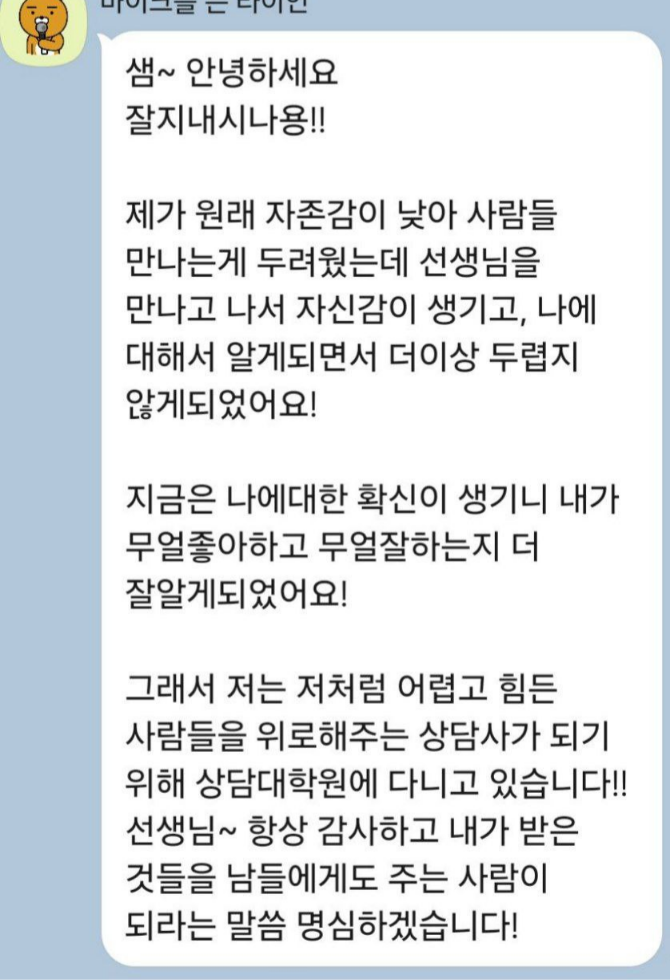 마이크를 든 라이언
샘~ 안녕하세요
잘지내시나용!!
제가 원래 자존감이 낮아 사람들
만나는게 두려웠는데 선생님을
만나고 나서 자신감이 생기고, 나에
대해서 알게되면서 더이상 두렵지
않게되었어요!
지금은 나에대한 확신이 생기니 내가
무얼좋아하고 무얼잘하는지 더
잘알게되었어요!
그래서 저는 저처럼 어렵고 힘든
사람들을 위로해주는 상담사가 되기
위해 상담대학원에 다니고 있습니다!!
선생님~ 항상 감사하고 내가 받은
것들을 남들에게도 주는 사람이
되라는 말씀 명심하겠습니다!